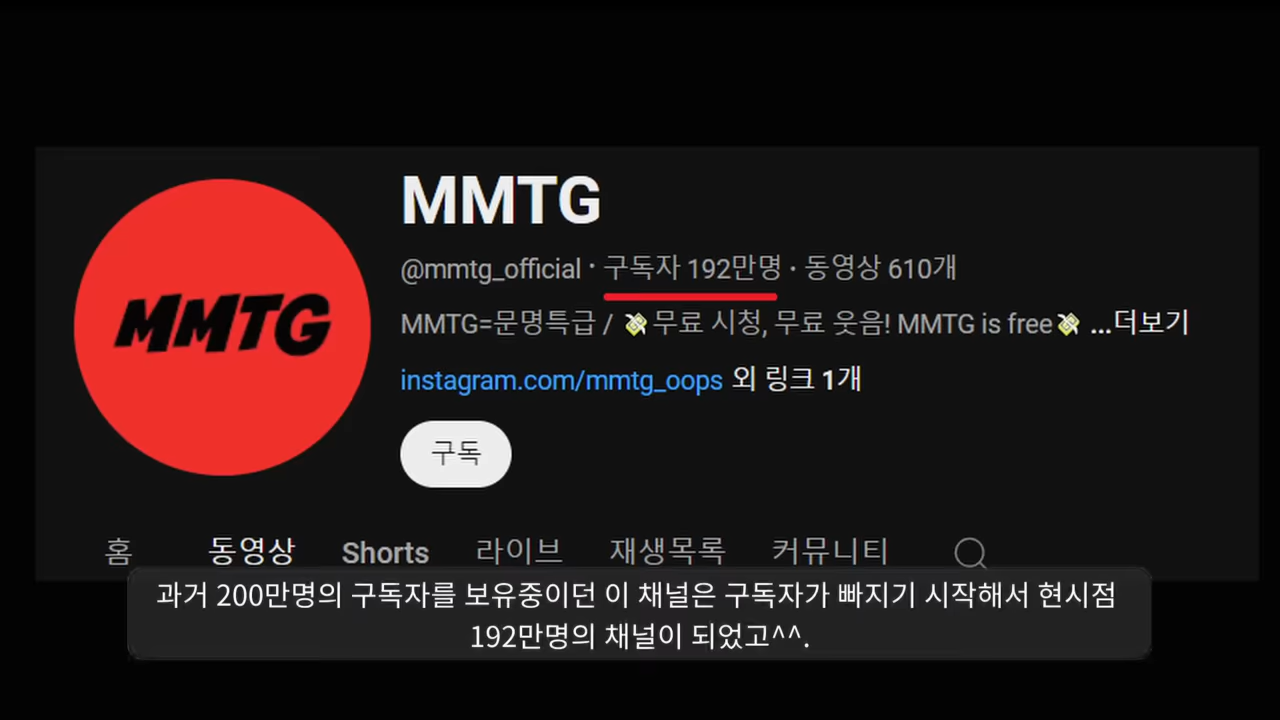 MMTG
MMTG
@mmtg_official · 구독자 192만명 · 동영상 610개
MMTG=문명특급 / 💸무료 시청, 무료 웃음! MMTG is free💸 ...더보기
instagram.com/mmtg_oops 외 링크 1개
구독
홈 동영상 Shorts 라이브 재생목록 커뮤니티
과거 200만명의 구독자를 보유중이던 이 채널은 구독자가 빠지기 시작해서 현시점
192만명의 채널이 되었고^^.